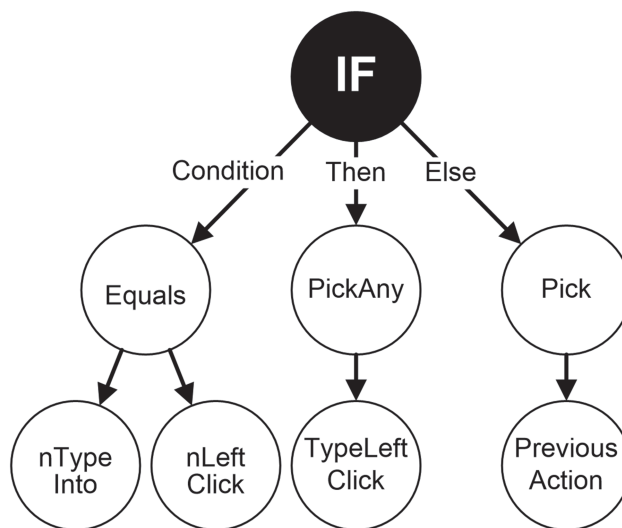 IF
Condition Then Else
Equals PickAny Pick
nType
Into
nLeft
Click
TypeLeft
Click
Previous
Action